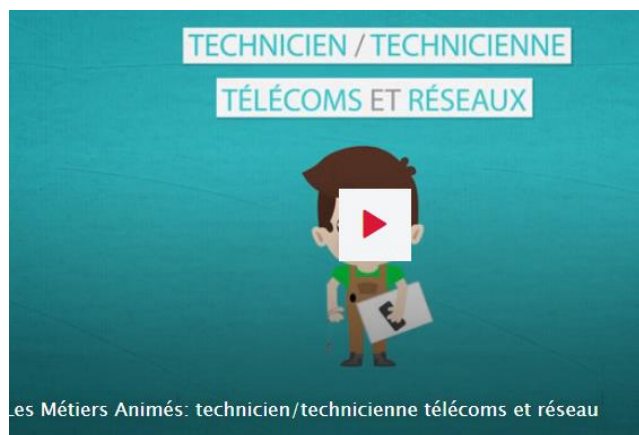 TECHNICIEN / TECHNICIENNE
TÉLÉCOMS ET RÉSEAUX
Les Métiers Animés: technicien/technicienne télécoms et réseau